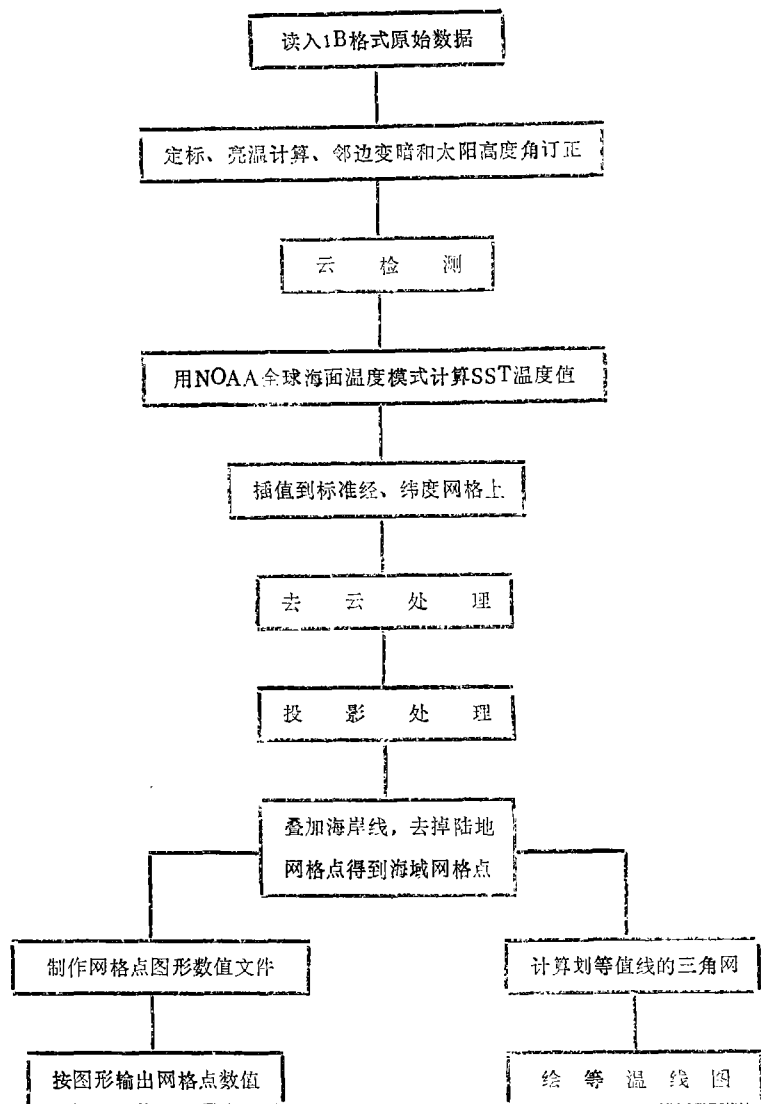 读入1B格式原始数据
定标、亮温计算、邻边变暗和太阳高度角订正
云检测
用NOAA全球海面温度模式计算SST温度值
插值到标准经、纬度网格上
去云处理
投影处理
叠加海岸线，去掉陆地
网格点得到海域网格点
制作网格点图形数值文件
计算划等值线的三角网
按图形输出网格点数值
绘等温线图